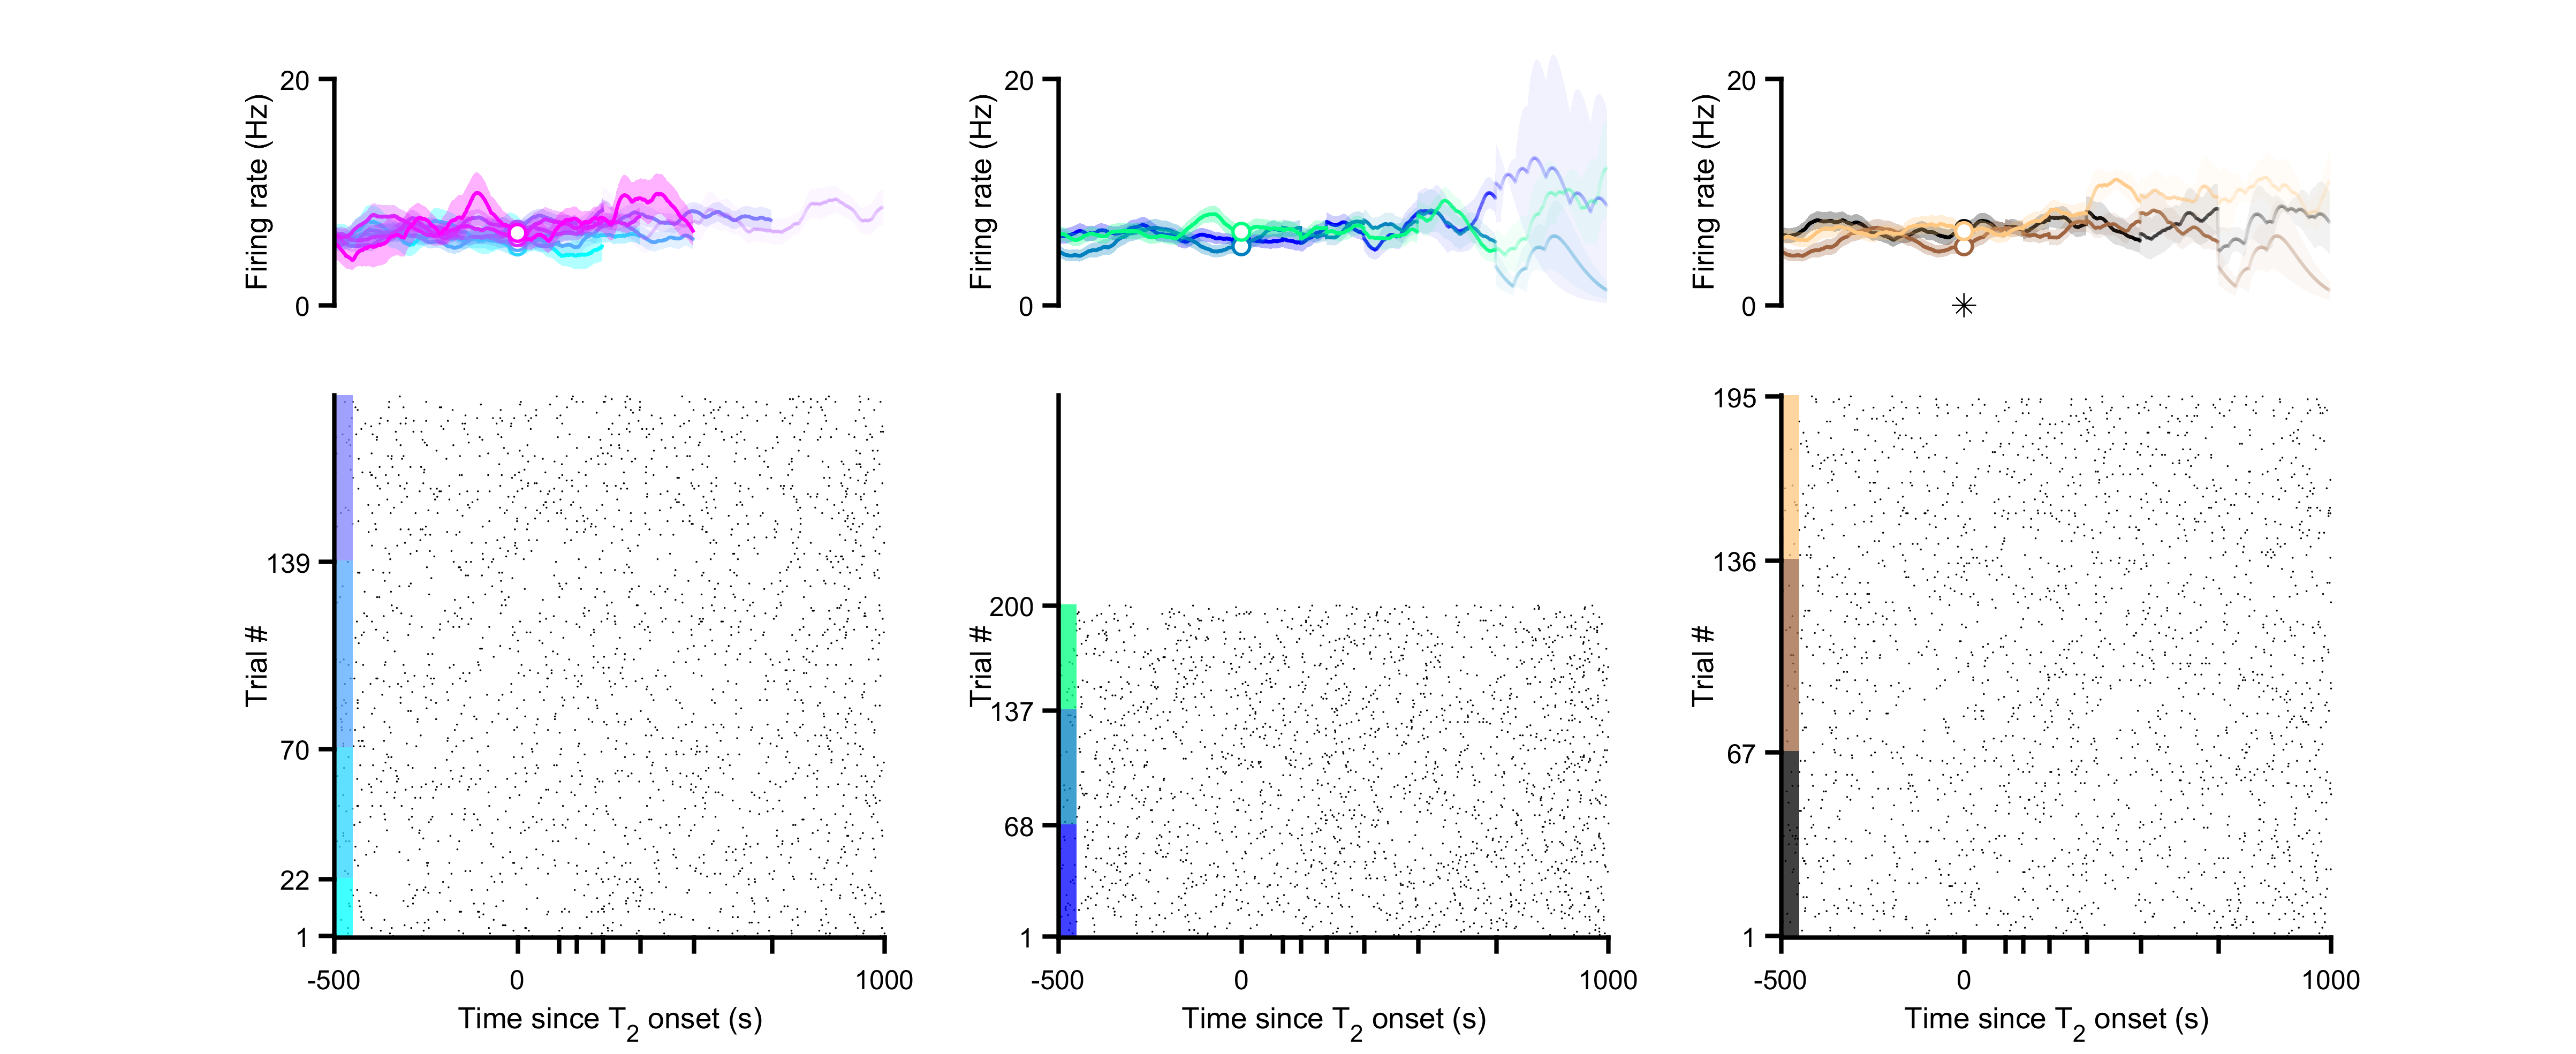 20
Firing rate (Hz)
0
20
Firing rate (Hz)
0
20
Firing rate (Hz)
0
139
70
22
1
Trial #
-500 0 1000
Time since T2 onset (s)
200
137
68
1
Trial #
-500 0 1000
Time since T2 onset (s)
195
136
67
1
Trial #
-500 0 1000
Time since T2 onset (s)